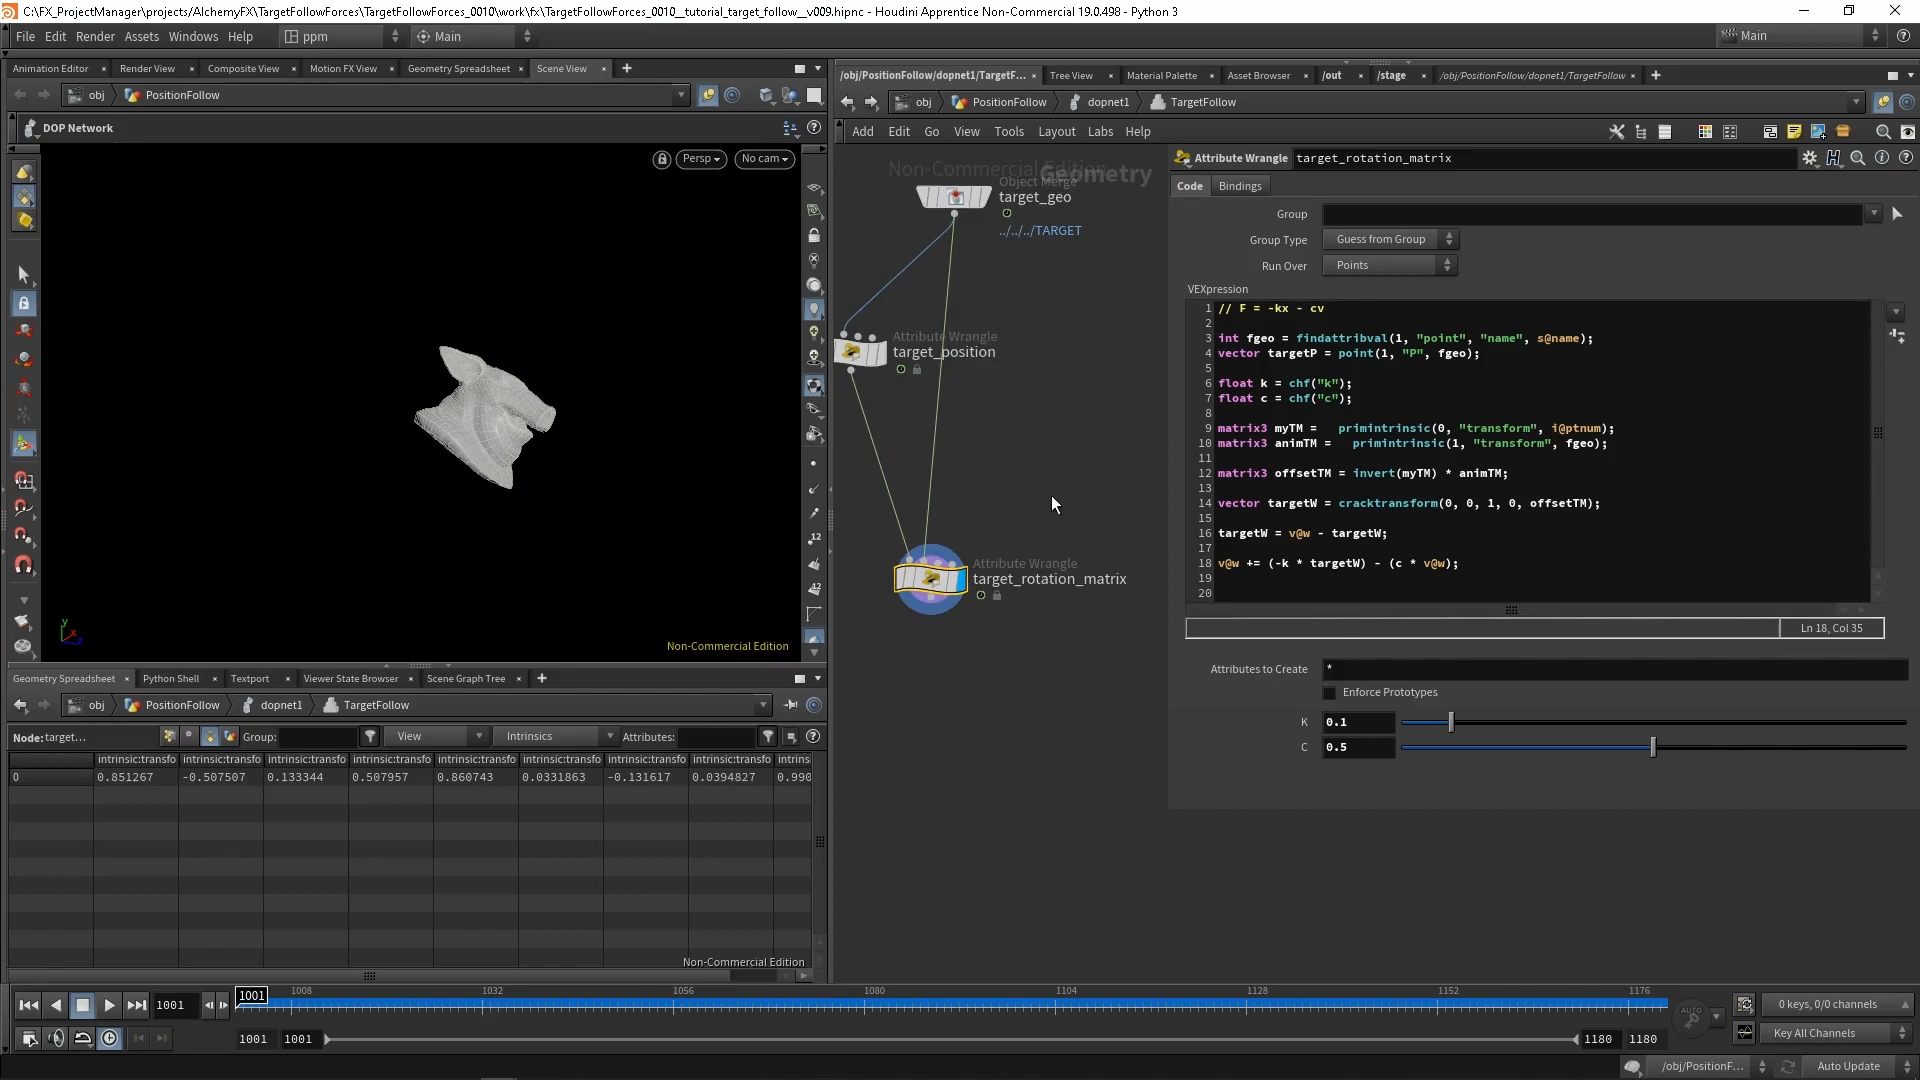 C:\FX_ProjectManager\projects\AlchemyFX\TargetFollowForces\TargetFollowForces_0010\work\fx\TargetFollowForces_0010__tutorial_target_follow__v009.hipnc - Houdini Apprentice Non-Commercial 19.0.498 - Python 3
File Edit Render Assets Windows Help ppm Main Main
Animation Editor Render View Composite View Motion FX View Geometry Spreadsheet Scene View
obj PositionFollow
DOP Network
Persp No cam
Non-Commercial Edition
/obj/PositionFollow/dopnet1/TargetF... Tree View Material Palette Asset Browser /out /stage /obj/PositionFollow/dopnet1/TargetFollow
obj PositionFollow dopnet1 TargetFollow
Add Edit Go View Tools Layout Labs Help
Non-Commercial Edition
Geometry
Object Merge
target_geo
../../../TARGET
Attribute Wrangle
target_position
Attribute Wrangle
target_rotation_matrix
Attribute Wrangle target_rotation_matrix
Code Bindings
Group
Group Type Guess from Group
Run Over Points
VEXpression
1 // F = -kx - cv
2
3 int fgeo = findattribval(1, "point", "name", s@name);
4 vector targetP = point(1, "P", fgeo);
5
6 float k = chf("k");
7 float c = chf("c");
8
9 matrix3 myTM = primintrinsic(0, "transform", i@ptnum);
10 matrix3 animTM = primintrinsic(1, "transform", fgeo);
11
12 matrix3 offsetTM = invert(myTM) * animTM;
13
14 vector targetW = cracktransform(0, 0, 1, 0, offsetTM);
15
16 targetW = v@w - targetW;
17
18 v@w += (-k * targetW) - (c * v@w);
19
20
Ln 18, Col 35
Attributes to Create *
Enforce Prototypes
K 0.1
C 0.5
Geometry Spreadsheet Python Shell Textport Viewer State Browser Scene Graph Tree
obj PositionFollow dopnet1 TargetFollow
Node: target... Group: View Intrinsics Attributes:
intrinsic:transfo intrinsic:transfo intrinsic:transfo intrinsic:transfo intrinsic:transfo intrinsic:transfo intrinsic:transfo intrinsic:transfo intrins
0 0.851267 -0.507507 0.133344 0.507957 0.860743 0.0331863 -0.131617 0.0394827 0.990
Non-Commercial Edition
1001 1001 1008 1032 1056 1080 1104 1128 1152 1176
AUTO
0 keys, 0/0 channels
1001 1001 1180 1180
Key All Channels
/obj/PositionF... Auto Update